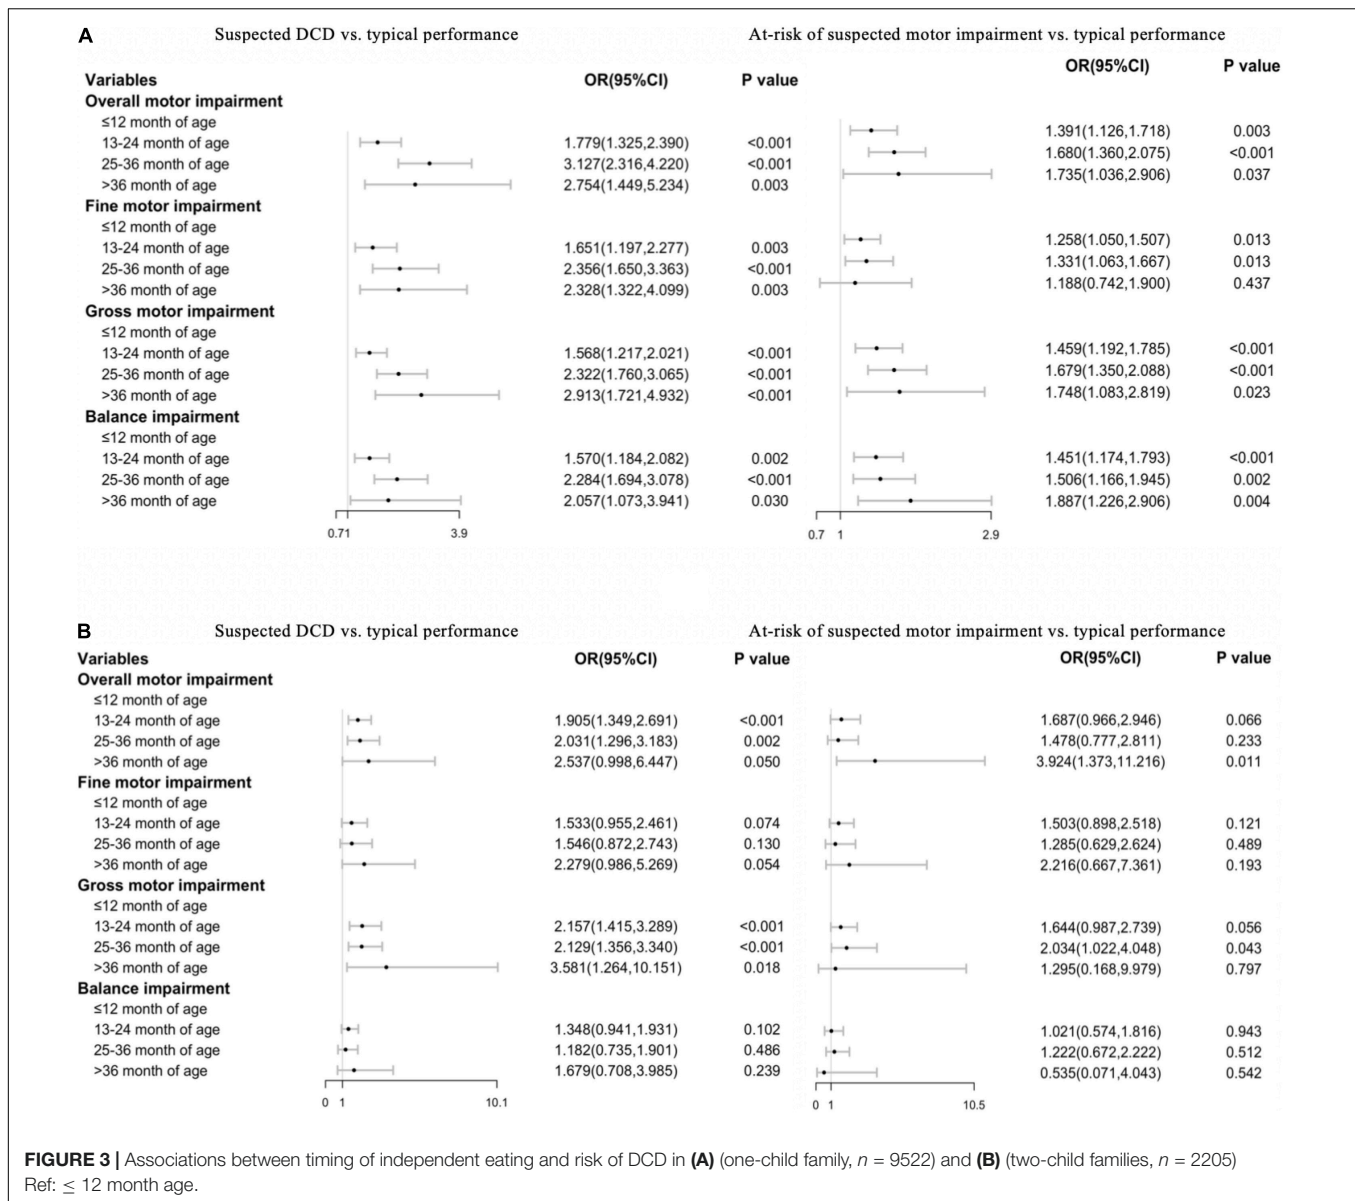 A Suspected DCD vs. typical performance At-risk of suspected motor impairment vs. typical performance
Variables OR(95%CI) P value OR(95%CI) P value
Overall motor impairment
≤12 month of age
13-24 month of age 1.779(1.325,2.390) <0.001 1.391(1.126,1.718) 0.003
25-36 month of age 3.127(2.316,4.220) <0.001 1.680(1.360,2.075) <0.001
>36 month of age 2.754(1.449,5.234) 0.003 1.735(1.036,2.906) 0.037
Fine motor impairment
≤12 month of age
13-24 month of age 1.651(1.197,2.277) 0.003 1.258(1.050,1.507) 0.013
25-36 month of age 2.356(1.650,3.363) <0.001 1.331(1.063,1.667) 0.013
>36 month of age 2.328(1.322,4.099) 0.003 1.188(0.742,1.900) 0.437
Gross motor impairment
≤12 month of age
13-24 month of age 1.568(1.217,2.021) <0.001 1.459(1.192,1.785) <0.001
25-36 month of age 2.322(1.760,3.065) <0.001 1.679(1.350,2.088) <0.001
>36 month of age 2.913(1.721,4.932) <0.001 1.748(1.083,2.819) 0.023
Balance impairment
≤12 month of age
13-24 month of age 1.570(1.184,2.082) 0.002 1.451(1.174,1.793) <0.001
25-36 month of age 2.284(1.694,3.078) <0.001 1.506(1.166,1.945) 0.002
>36 month of age 2.057(1.073,3.941) 0.030 1.887(1.226,2.906) 0.004
0.71 3.9 0.7 1 2.9
B Suspected DCD vs. typical performance At-risk of suspected motor impairment vs. typical performance
Variables OR(95%CI) P value OR(95%CI) P value
Overall motor impairment
≤12 month of age
13-24 month of age 1.905(1.349,2.691) <0.001 1.687(0.966,2.946) 0.066
25-36 month of age 2.031(1.296,3.183) 0.002 1.478(0.777,2.811) 0.233
>36 month of age 2.537(0.998,6.447) 0.050 3.924(1.373,11.216) 0.011
Fine motor impairment
≤12 month of age
13-24 month of age 1.533(0.955,2.461) 0.074 1.503(0.898,2.518) 0.121
25-36 month of age 1.546(0.872,2.743) 0.130 1.285(0.629,2.624) 0.489
>36 month of age 2.279(0.986,5.269) 0.054 2.216(0.667,7.361) 0.193
Gross motor impairment
≤12 month of age
13-24 month of age 2.157(1.415,3.289) <0.001 1.644(0.987,2.739) 0.056
25-36 month of age 2.129(1.356,3.340) <0.001 2.034(1.022,4.048) 0.043
>36 month of age 3.581(1.264,10.151) 0.018 1.295(0.168,9.979) 0.797
Balance impairment
≤12 month of age
13-24 month of age 1.348(0.941,1.931) 0.102 1.021(0.574,1.816) 0.943
25-36 month of age 1.182(0.735,1.901) 0.486 1.222(0.672,2.222) 0.512
>36 month of age 1.679(0.708,3.985) 0.239 0.535(0.071,4.043) 0.542
0 1 10.1 0 1 10.5
FIGURE 3 | Associations between timing of independent eating and risk of DCD in (A) (one-child family, n = 9522) and (B) (two-child families, n = 2205)
Ref: ≤ 12 month age.